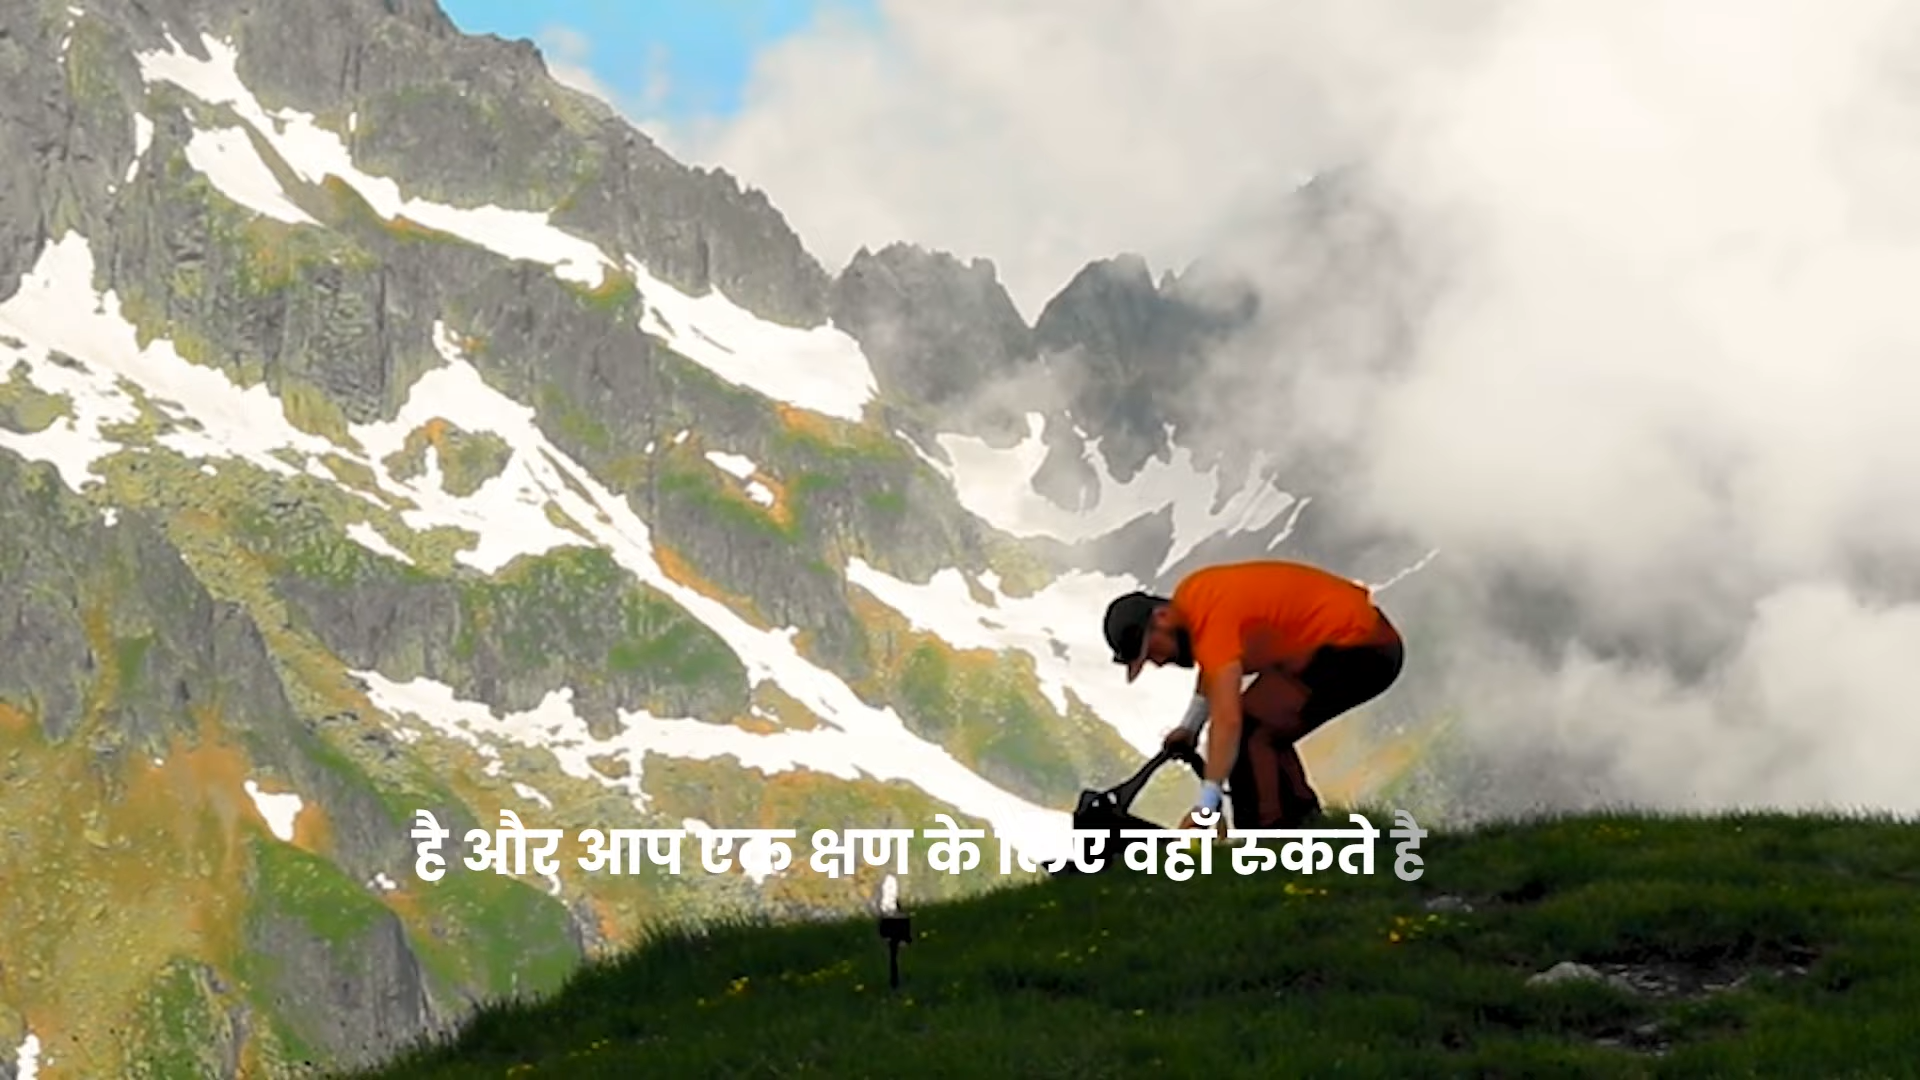 है और आप एक क्षण के लिए वहाँ रुकते है